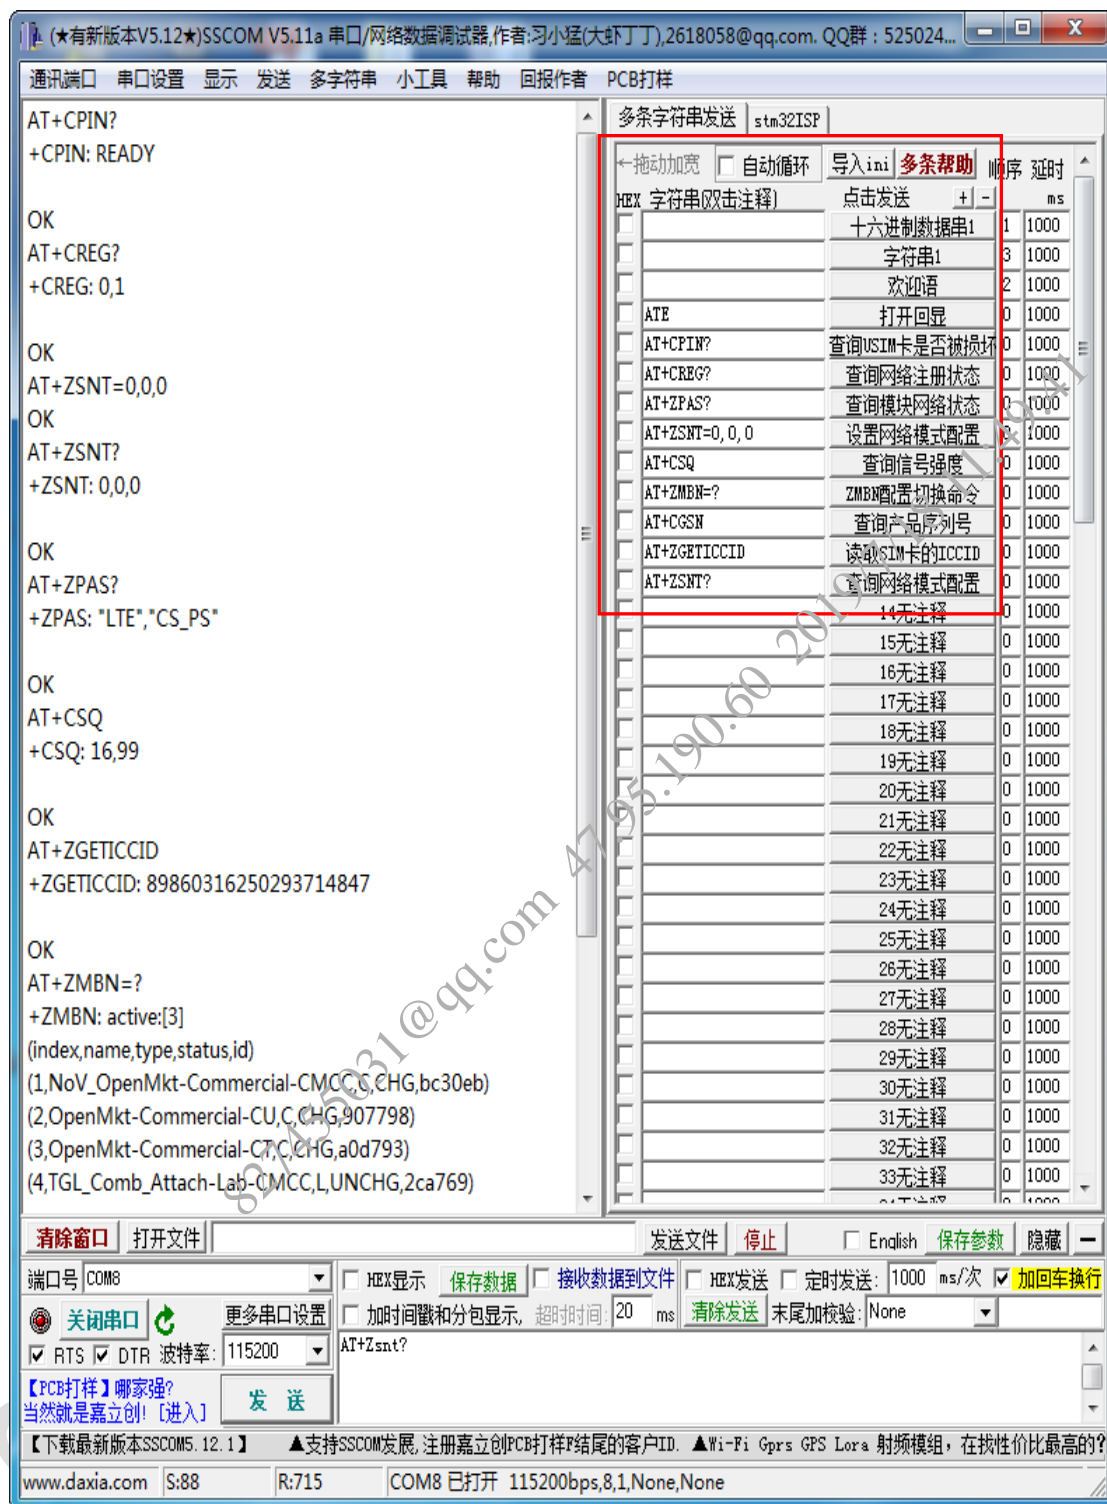 (★有新版本V5.12★)SSCOM V5.11a 串口/网络数据调试器,作者:习小猛(大虾丁丁),2618058@qq.com. QQ群：525024...
通讯端口 串口设置 显示 发送 多字符串 小工具 帮助 回报作者 PCB打样
AT+CPIN?
+CPIN: READY
OK
AT+CREG?
+CREG: 0,1
OK
AT+ZSNT=0,0,0
OK
AT+ZSNT?
+ZSNT: 0,0,0
OK
AT+ZPAS?
+ZPAS: "LTE","CS_PS"
OK
AT+CSQ
+CSQ: 16,99
OK
AT+ZGETICCID
+ZGETICCID: 89860316250293714847
OK
AT+ZMBN=?
+ZMBN: active:[3]
(index,name,type,status,id)
(1,NoV_OpenMkt-Commercial-CMCC,C,CHG,bc30eb)
(2,OpenMkt-Commercial-CU,C,CHG,907798)
(3,OpenMkt-Commercial-CT,C,CHG,a0d793)
(4,TGL_Comb_Attach-Lab-CMCC,L,UNCHG,2ca769)
多条字符串发送 stm32ISP
←拖动加宽 自动循环 导入ini 多条帮助 顺序 延时
HEX 字符串(双击注释) 点击发送 + - ms
十六进制数据串1 1 1000
字符串1 3 1000
欢迎语 2 1000
ATE 打开回显 0 1000
AT+CPIN? 查询USIM卡是否被损坏 0 1000
AT+CREG? 查询网络注册状态 0 1000
AT+ZPAS? 查询模块网络状态 0 1000
AT+ZSNT=0,0,0 设置网络模式配置 0 1000
AT+CSQ 查询信号强度 0 1000
AT+ZMBN=? ZMBN配置切换命令 0 1000
AT+CGSN 查询产品序列号 0 1000
AT+ZGETICCID 读取SIM卡的ICCID 0 1000
AT+ZSNT? 查询网络模式配置 0 1000
14无注释 0 1000
15无注释 0 1000
16无注释 0 1000
17无注释 0 1000
18无注释 0 1000
19无注释 0 1000
20无注释 0 1000
21无注释 0 1000
22无注释 0 1000
23无注释 0 1000
24无注释 0 1000
25无注释 0 1000
26无注释 0 1000
27无注释 0 1000
28无注释 0 1000
29无注释 0 1000
30无注释 0 1000
31无注释 0 1000
32无注释 0 1000
33无注释 0 1000
827455031@qq.com 47.95.190.60 2019/7/18 11:49:41
清除窗口 打开文件 发送文件 停止 English 保存参数 隐藏 —
端口号 COM8 HEX显示 保存数据 接收数据到文件 HEX发送 定时发送: 1000 ms/次 加回车换行
关闭串口 更多串口设置 加时间戳和分包显示, 超时时间: 20 ms 清除发送 末尾加校验: None
RTS DTR 波特率: 115200 AT+Zsnt?
【PCB打样】哪家强?
当然就是嘉立创! [进入] 发 送
【下载最新版本SSCOM5.12.1】 ▲支持SSCOM发展,注册嘉立创PCB打样F结尾的客户ID. ▲Wi-Fi Gprs GPS Lora 射频模组，在找性价比最高的?
www.daxia.com S:88 R:715 COM8 已打开 115200bps,8,1,None,None